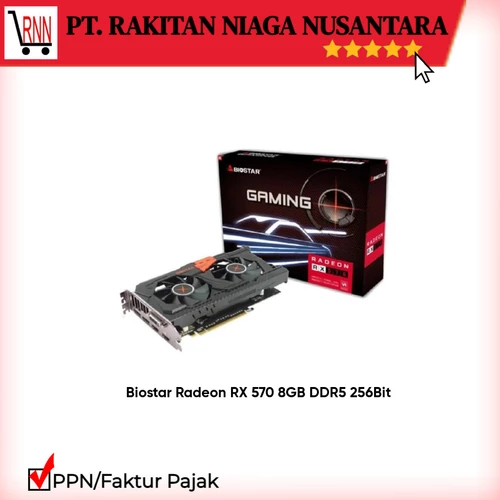 RNN
PT. RAKITAN NIAGA NUSANTARA
BIOSTAR
GAMING
RADEON
RX 570
Biostar Radeon RX 570 8GB DDR5 256Bit
PPN/Faktur Pajak